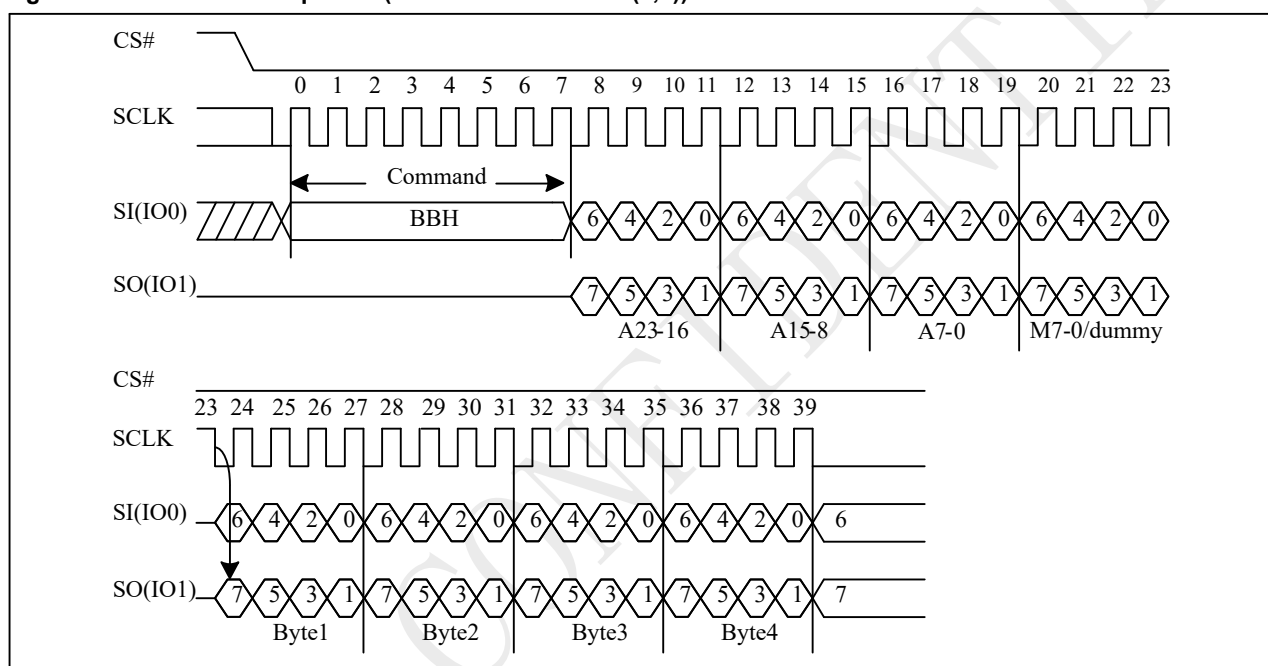 CS#
0 1 2 3 4 5 6 7 8 9 10 11 12 13 14 15 16 17 18 19 20 21 22 23
SCLK
Command
SI(IO0) BBH 6 4 2 0 6 4 2 0 6 4 2 0 6 4 2 0
SO(IO1) 7 5 3 1 7 5 3 1 7 5 3 1 7 5 3 1
A23-16 A15-8 A7-0 M7-0/dummy
CS#
23 24 25 26 27 28 29 30 31 32 33 34 35 36 37 38 39
SCLK
SI(IO0) 6 4 2 0 6 4 2 0 6 4 2 0 6 4 2 0 6
SO(IO1) 7 5 3 1 7 5 3 1 7 5 3 1 7 5 3 1 7
Byte1 Byte2 Byte3 Byte4